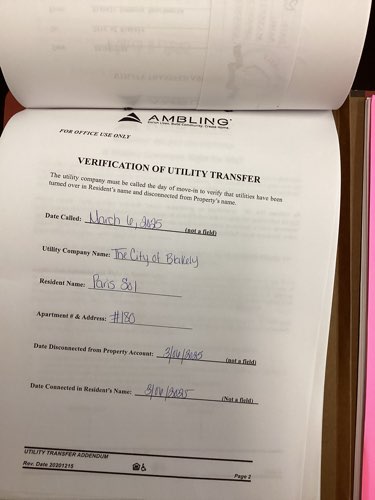 AMBLING
FOR OFFICE USE ONLY
VERIFICATION OF UTILITY TRANSFER
The utility company must be called the day of move-in to verify that utilities have been
turned over in Resident's name and disconnected from Property's name.
Date Called: March 6, 2025
(not a field)
Utility Company Name: The City of Blakely
Resident Name: Paris Sol
Apartment # & Address: #180
Date Disconnected from Property Account: 3/06/2025
(not a field)
Date Connected in Resident's Name: 3/06/2025
(Not a field)
UTILITY TRANSFER ADDENDUM
Rev. Date 20201215
Page 2